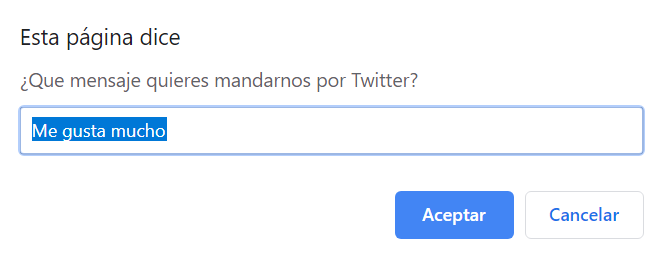 Esta página dice
¿Que mensaje quieres mandarnos por Twitter?
Me gusta mucho
Aceptar
Cancelar